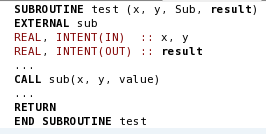 SUBROUTINE test (x, y, Sub, result)
EXTERNAL sub
REAL, INTENT(IN)  :: x, y
REAL, INTENT(OUT) :: result
...
CALL sub(x, y, value)
...
RETURN
END SUBROUTINE test